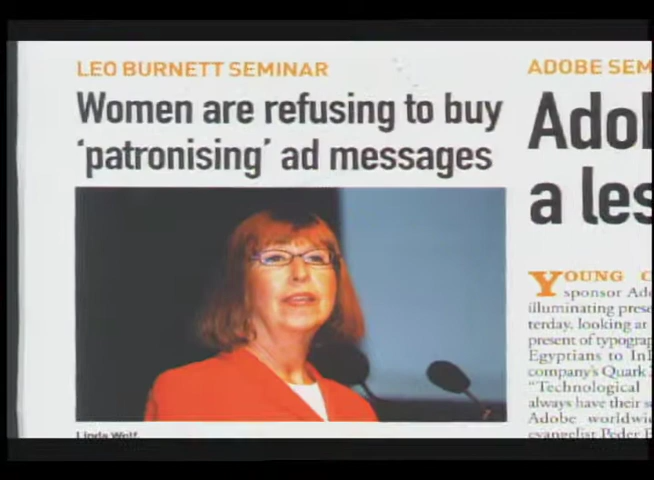 LEO BURNETT SEMINAR
Women are refusing to buy
‘patronising’ ad messages
Linda Wolf,
ADOBE SEM
Adol
a les
YOUNG C
sponsor Ado
illuminating prese
terday, looking at
present of typograp
Egyptians to InD
company's Quark
"Technological
always have their s
Adobe worldwi
evangelist Peder E